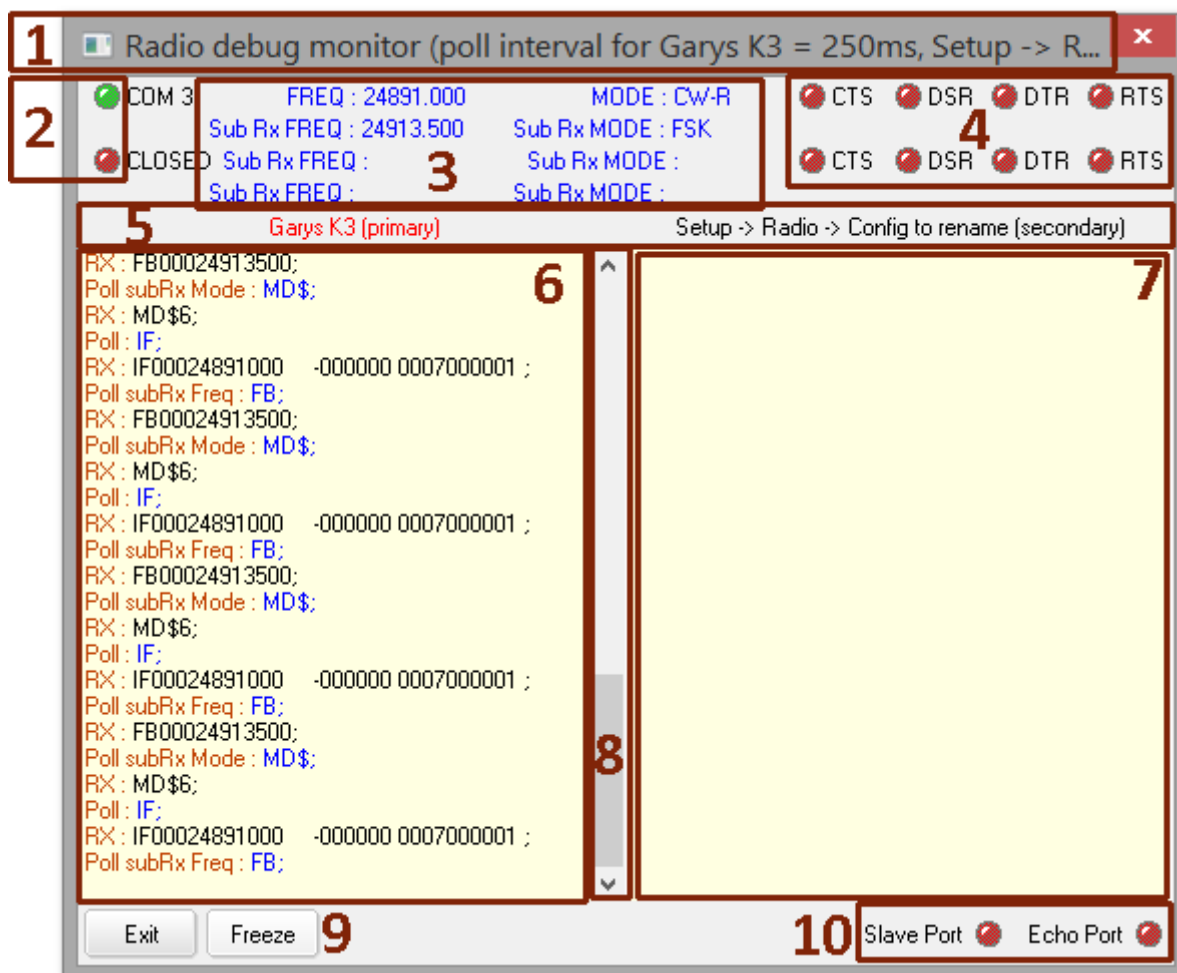 1 Radio debug monitor (poll interval for Garys K3 = 250ms, Setup -> R...
2 COM 3 FREQ : 24891.000 MODE : CW-R CTS DSR DTR RTS
Sub Rx FREQ : 24913.500 Sub Rx MODE : FSK 4
CLOSED Sub Rx FREQ : 3 Sub Rx MODE : CTS DSR DTR RTS
Sub Rx FREQ : Sub Rx MODE :
5 Garys K3 (primary) Setup -> Radio -> Config to rename (secondary)
RX : FB00024913500; 6 7
Poll subRx Mode : MD$;
RX : MD$6;
Poll : IF;
RX : IF00024891000 -000000 0007000001 ;
Poll subRx Freq : FB;
RX : FB00024913500;
Poll subRx Mode : MD$;
RX : MD$6;
Poll : IF;
RX : IF00024891000 -000000 0007000001 ;
Poll subRx Freq : FB;
RX : FB00024913500;
Poll subRx Mode : MD$;
RX : MD$6;
Poll : IF;
RX : IF00024891000 -000000 0007000001 ;
Poll subRx Freq : FB;
RX : FB00024913500;
Poll subRx Mode : MD$; 8
RX : MD$6;
Poll : IF;
RX : IF00024891000 -000000 0007000001 ;
Poll subRx Freq : FB;
Exit Freeze 9 10 Slave Port Echo Port